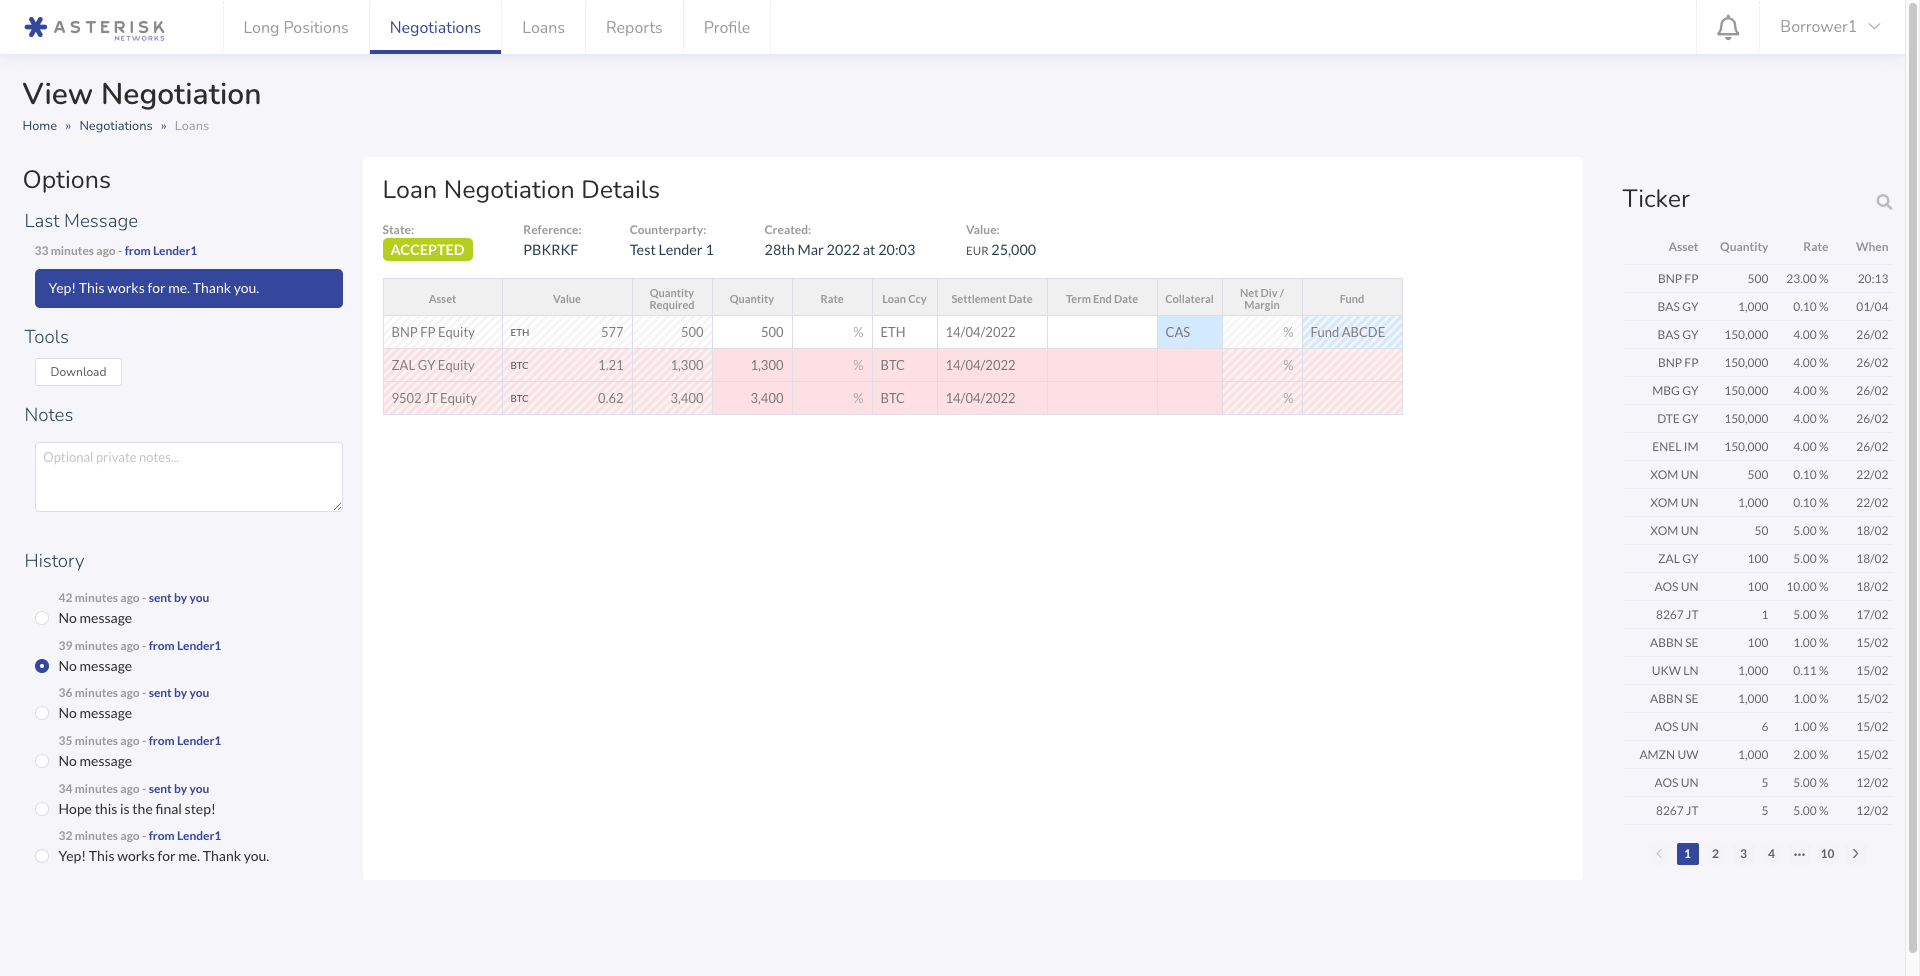 ASTERISK
NETWORKS
Long Positions
Negotiations
Loans
Reports
Profile
Borrower1
View Negotiation
Home » Negotiations » Loans
Options
Last Message
33 minutes ago - from Lender1
Yep! This works for me. Thank you.
Tools
Download
Notes
Optional private notes...
History
42 minutes ago - sent by you
No message
39 minutes ago - from Lender1
No message
36 minutes ago - sent by you
No message
35 minutes ago - from Lender1
No message
34 minutes ago - sent by you
Hope this is the final step!
32 minutes ago - from Lender1
Yep! This works for me. Thank you.
Loan Negotiation Details
State: Reference: Counterparty: Created: Value:
ACCEPTED PBKRKF Test Lender 1 28th Mar 2022 at 20:03 EUR 25,000
Asset Value Quantity Required Quantity Rate Loan Ccy Settlement Date Term End Date Collateral Net Div / Margin Fund
BNP FP Equity ETH 577 500 500 % ETH 14/04/2022 CAS % Fund ABCDE
ZAL GY Equity BTC 1.21 1,300 1,300 % BTC 14/04/2022 %
9502 JT Equity BTC 0.62 3,400 3,400 % BTC 14/04/2022 %
Ticker
Asset Quantity Rate When
BNP FP 500 23.00 % 20:13
BAS GY 1,000 0.10 % 01/04
BAS GY 150,000 4.00 % 26/02
BNP FP 150,000 4.00 % 26/02
MBG GY 150,000 4.00 % 26/02
DTE GY 150,000 4.00 % 26/02
ENEL IM 150,000 4.00 % 26/02
XOM UN 500 0.10 % 22/02
XOM UN 1,000 0.10 % 22/02
XOM UN 50 5.00 % 18/02
ZAL GY 100 5.00 % 18/02
AOS UN 100 10.00 % 18/02
8267 JT 1 5.00 % 17/02
ABBN SE 100 1.00 % 15/02
UKW LN 1,000 0.11 % 15/02
ABBN SE 1,000 1.00 % 15/02
AOS UN 6 1.00 % 15/02
AMZN UW 1,000 2.00 % 15/02
AOS UN 5 5.00 % 12/02
8267 JT 5 5.00 % 12/02
< 1 2 3 4 ••• 10 >